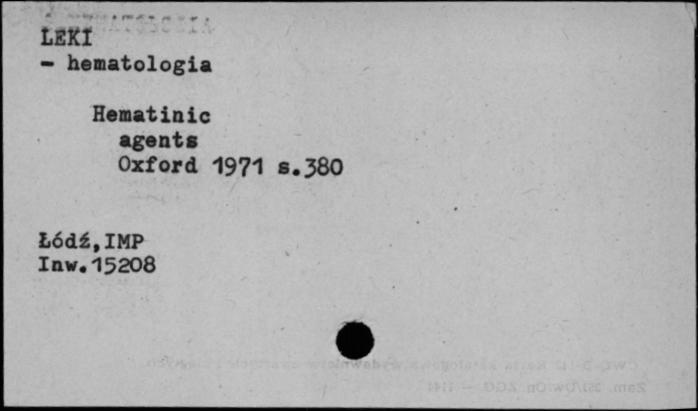 LEKI
- hematologia
Hematinic
agents
Oxford 1971 s.380
Łódź,IMP
Inw.15208